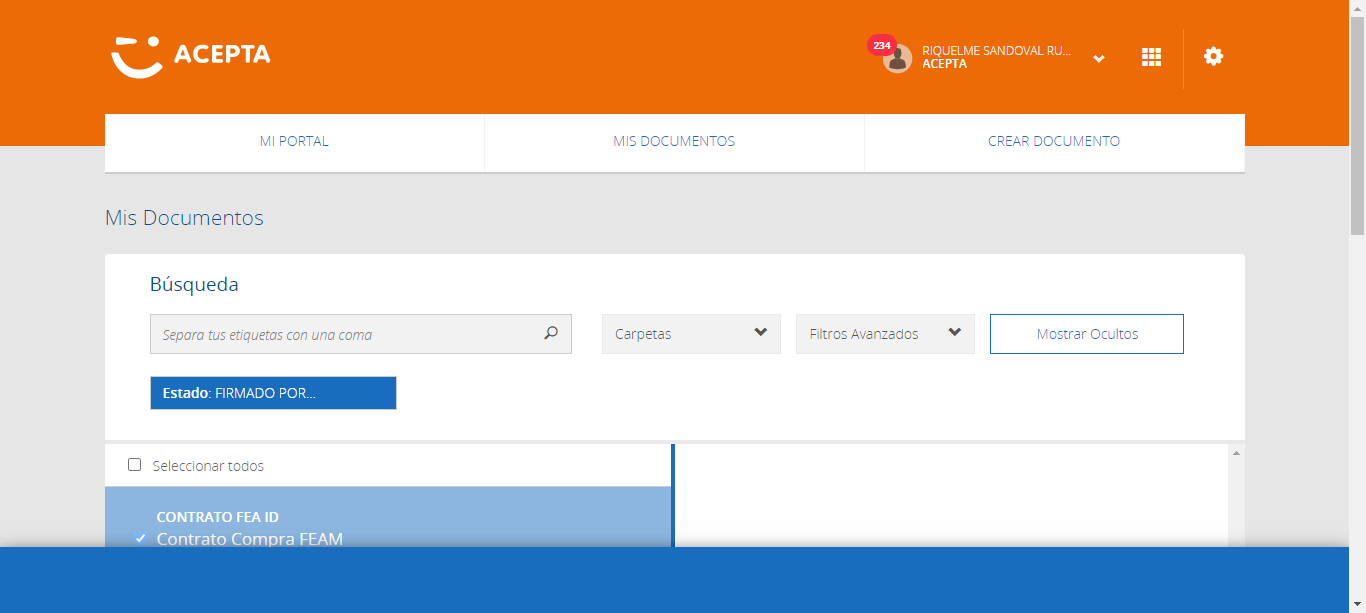 ACEPTA
234
RIQUELME SANDOVAL RU...
ACEPTA
MI PORTAL
MIS DOCUMENTOS
CREAR DOCUMENTO
Mis Documentos
Búsqueda
Separa tus etiquetas con una coma
Carpetas
Filtros Avanzados
Mostrar Ocultos
Estado: FIRMADO POR...
Seleccionar todos
CONTRATO FEA ID
Contrato Compra FEAM